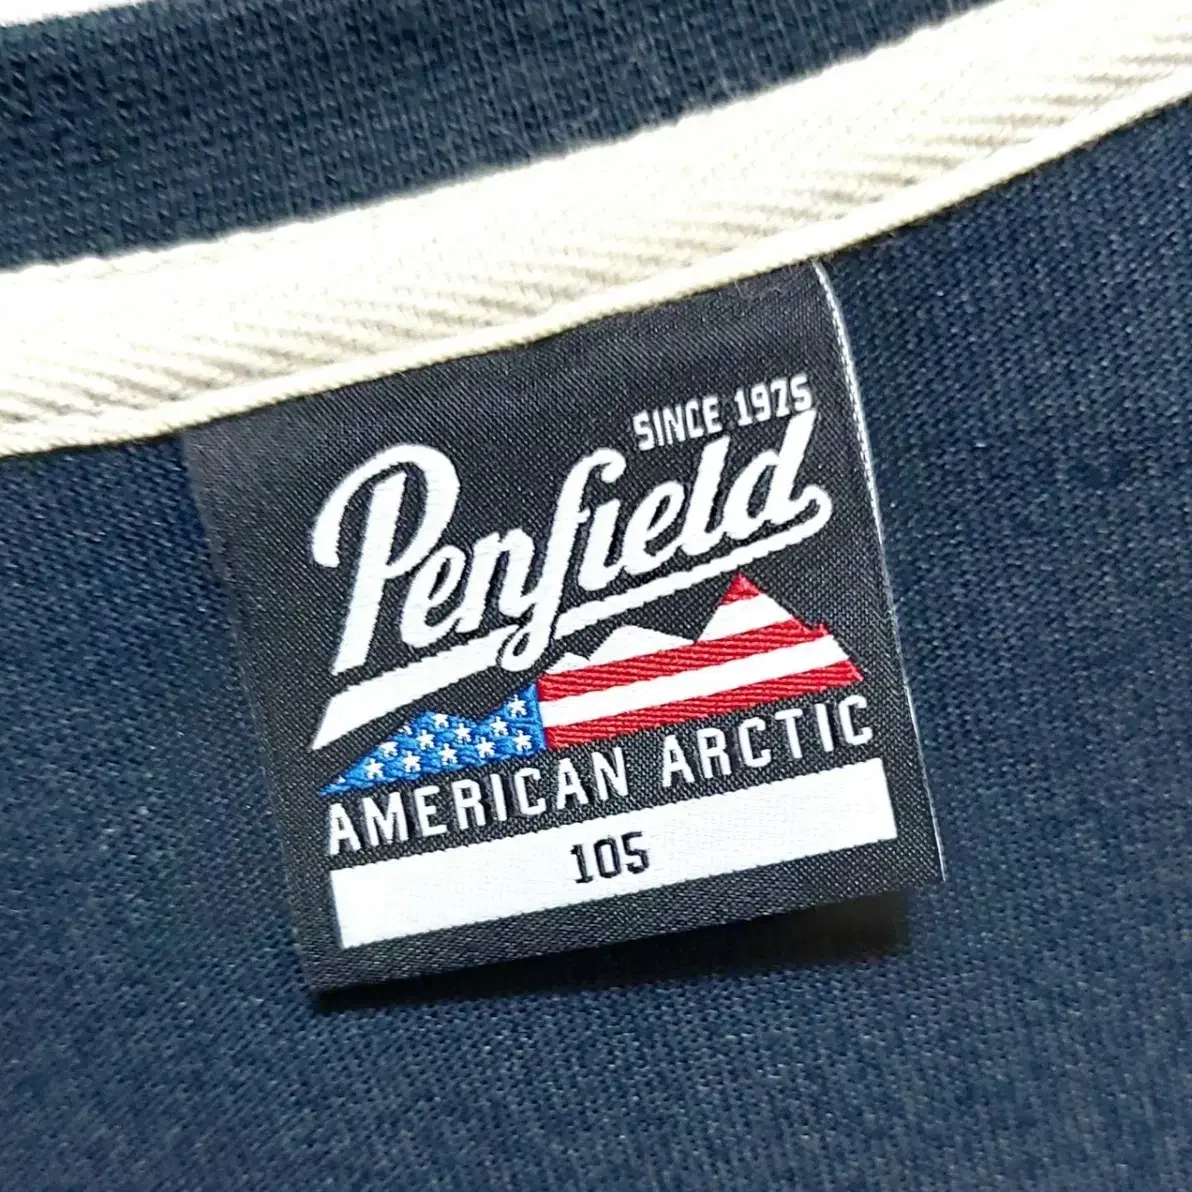 SINCE 1975
Penfield
AMERICAN ARCTIC
105